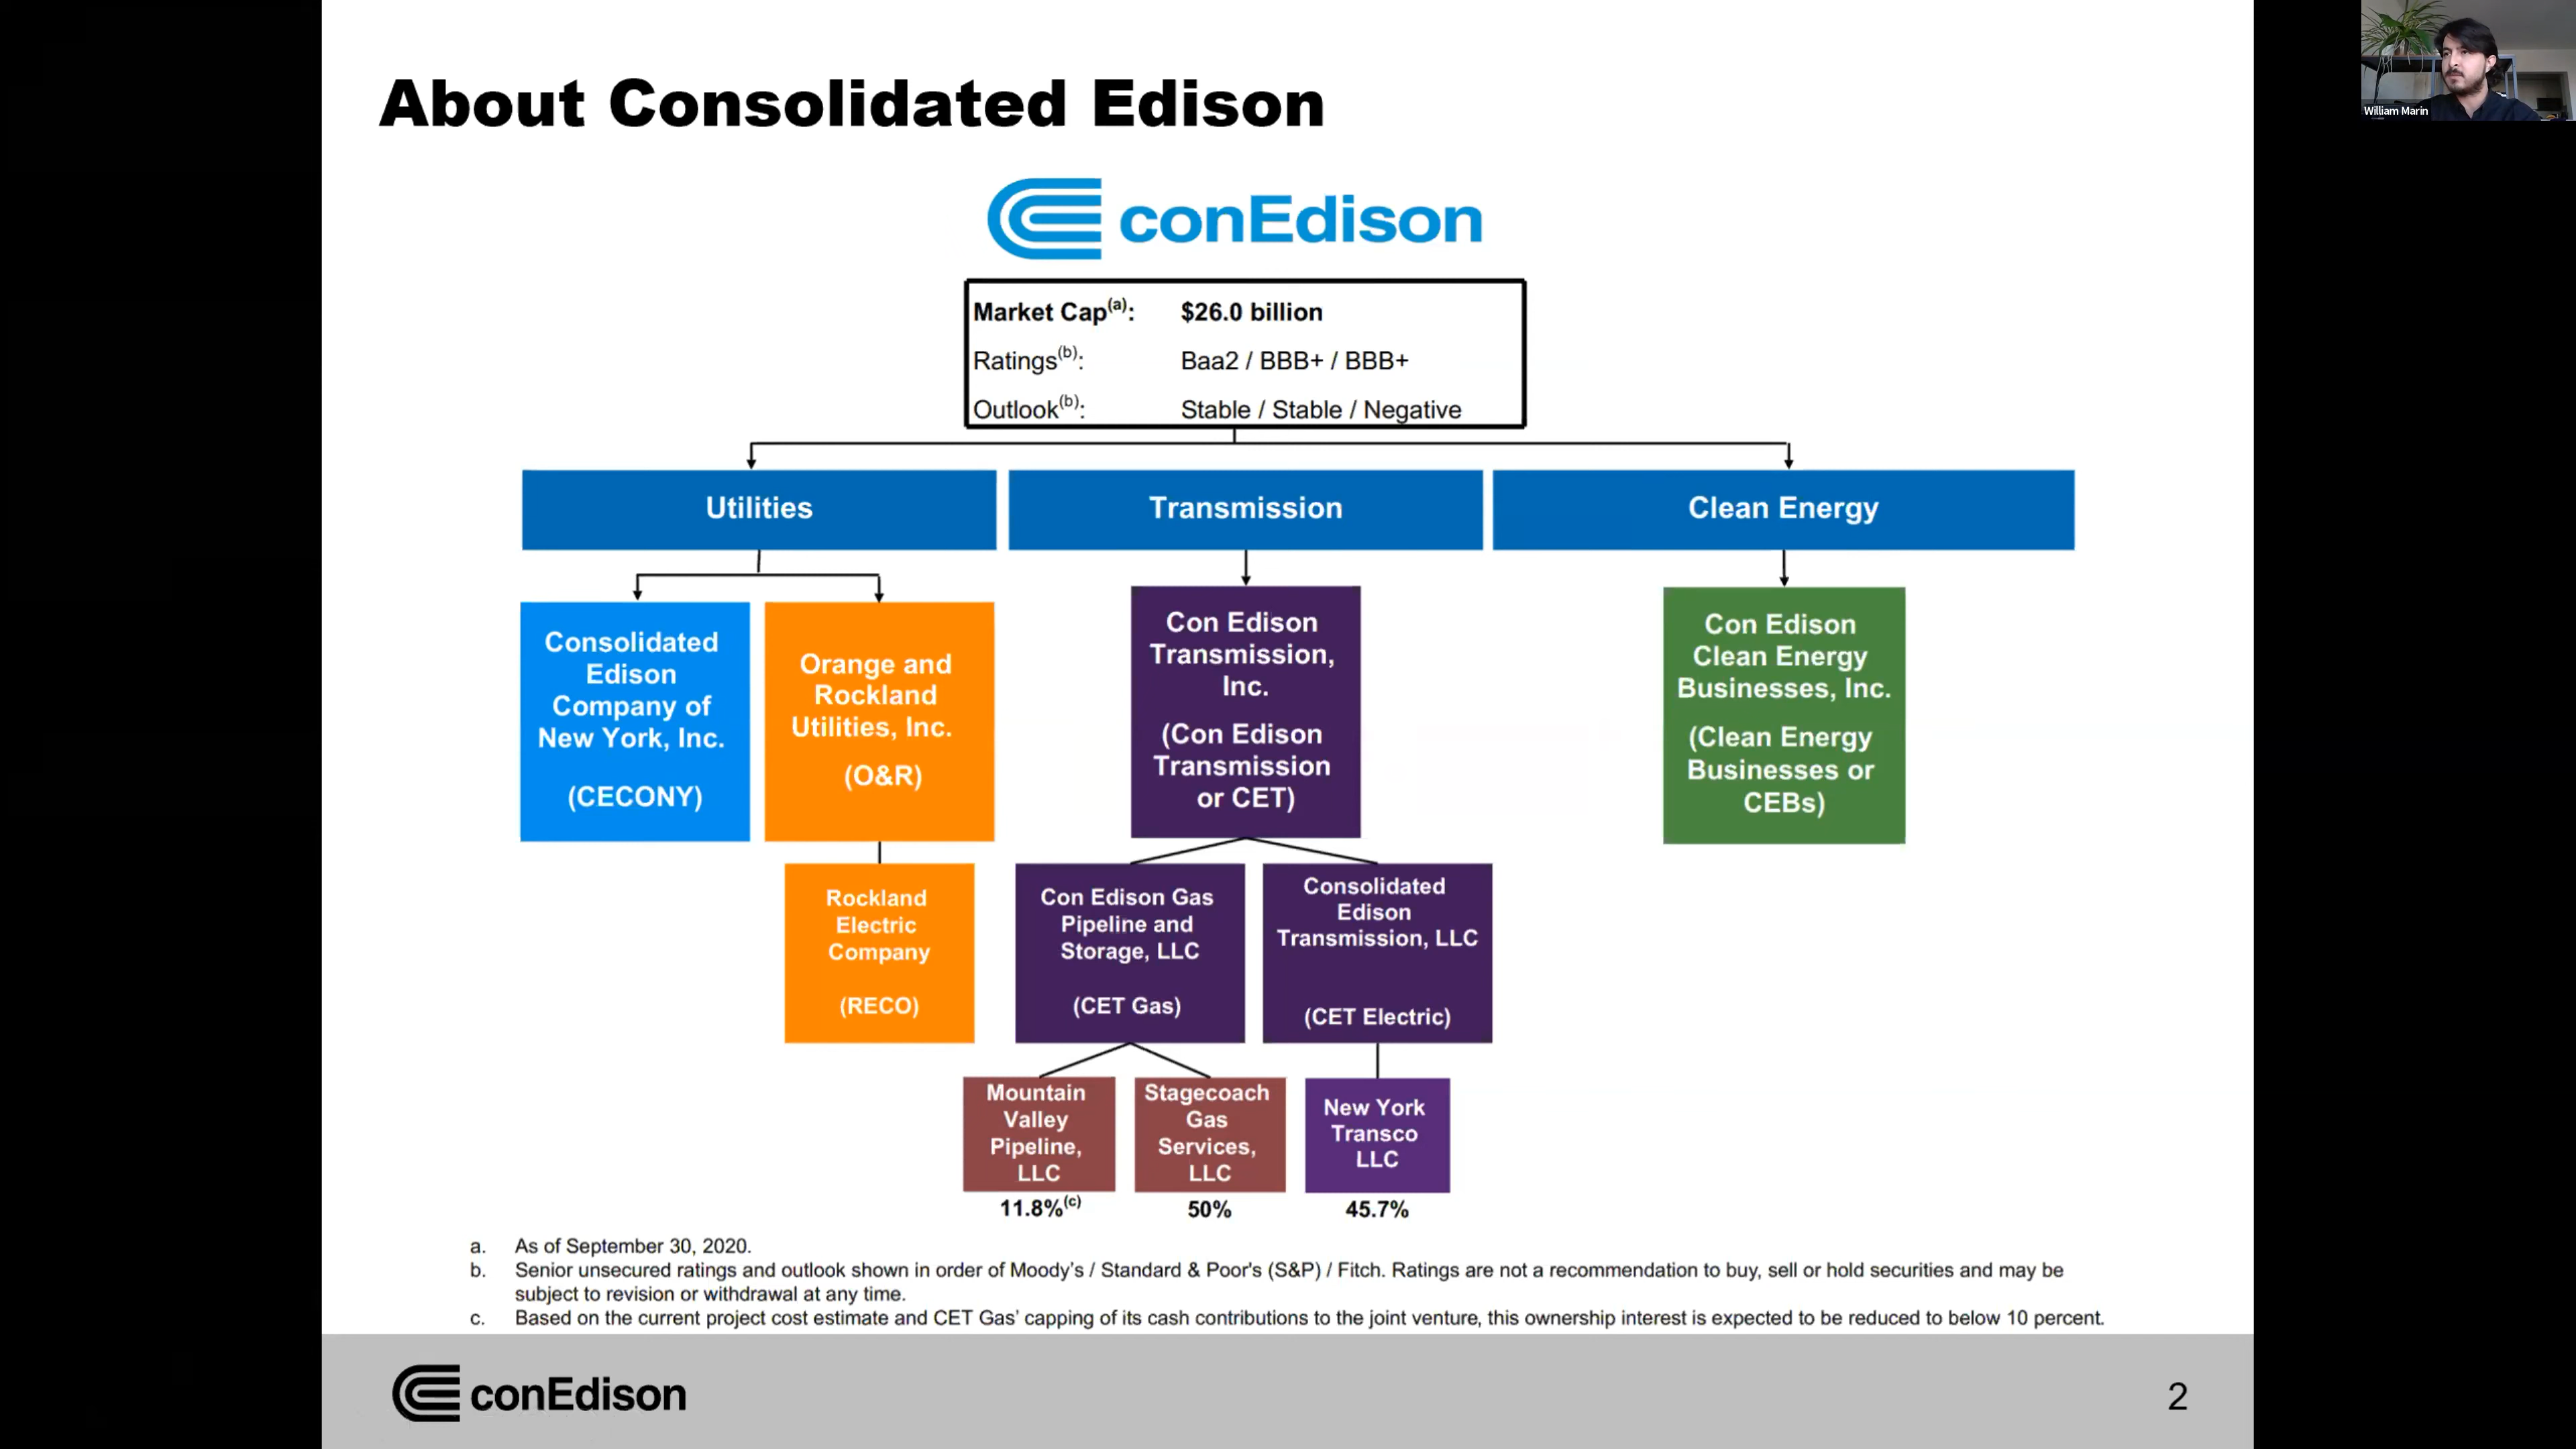 About Consolidated Edison
William Marin
conEdison
Market Cap(a): $26.0 billion
Ratings(b): Baa2 / BBB+ / BBB+
Outlook(b): Stable / Stable / Negative
Utilities
Transmission
Clean Energy
Consolidated
Edison
Company of
New York, Inc.
(CECONY)
Orange and
Rockland
Utilities, Inc.
(O&R)
Con Edison
Transmission,
Inc.
(Con Edison
Transmission
or CET)
Con Edison
Clean Energy
Businesses, Inc.
(Clean Energy
Businesses or
CEBs)
Rockland
Electric
Company
(RECO)
Con Edison Gas
Pipeline and
Storage, LLC
(CET Gas)
Consolidated
Edison
Transmission, LLC
(CET Electric)
Mountain
Valley
Pipeline,
LLC
11.8%(c)
Stagecoach
Gas
Services,
LLC
50%
New York
Transco
LLC
45.7%
a. As of September 30, 2020.
b. Senior unsecured ratings and outlook shown in order of Moody's / Standard & Poor's (S&P) / Fitch. Ratings are not a recommendation to buy, sell or hold securities and may be
subject to revision or withdrawal at any time.
c. Based on the current project cost estimate and CET Gas' capping of its cash contributions to the joint venture, this ownership interest is expected to be reduced to below 10 percent.
conEdison
2